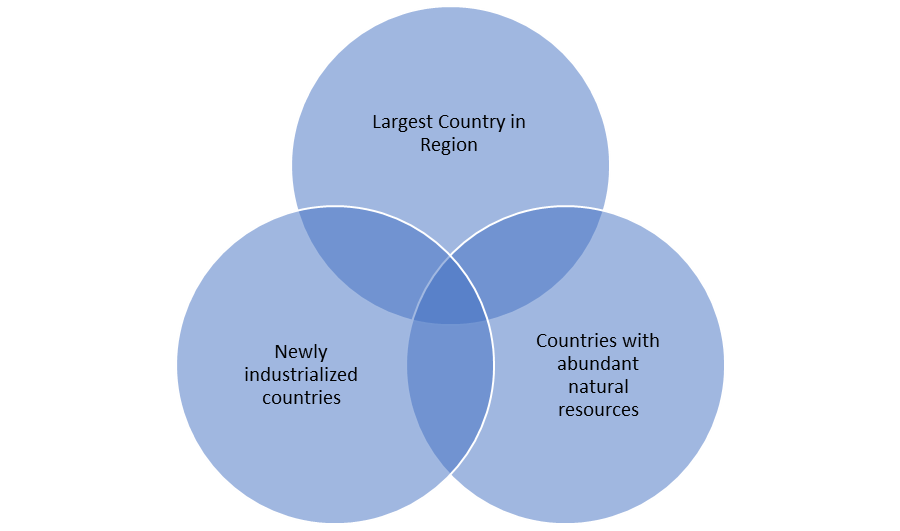 Largest Country in
Region
Newly
industrialized
countries
Countries with
abundant
natural
resources